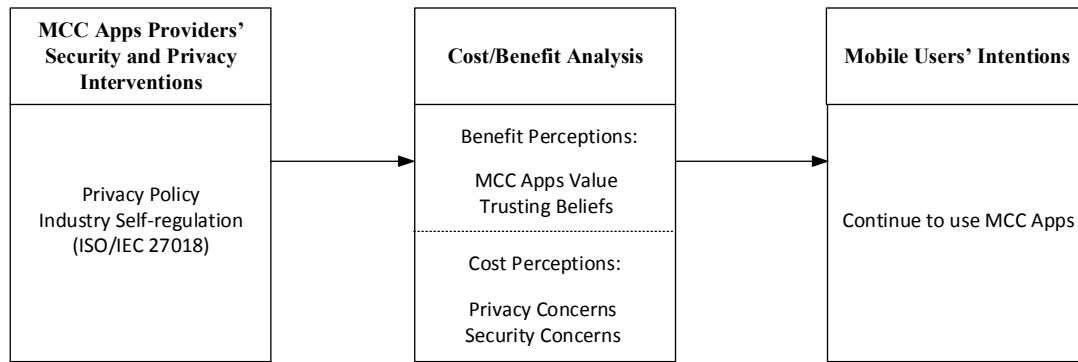 MCC Apps Providers’
Security and Privacy
Interventions
Privacy Policy
Industry Self-regulation
(ISO/IEC 27018)
Cost/Benefit Analysis
Benefit Perceptions:
MCC Apps Value
Trusting Beliefs
Cost Perceptions:
Privacy Concerns
Security Concerns
Mobile Users’ Intentions
Continue to use MCC Apps